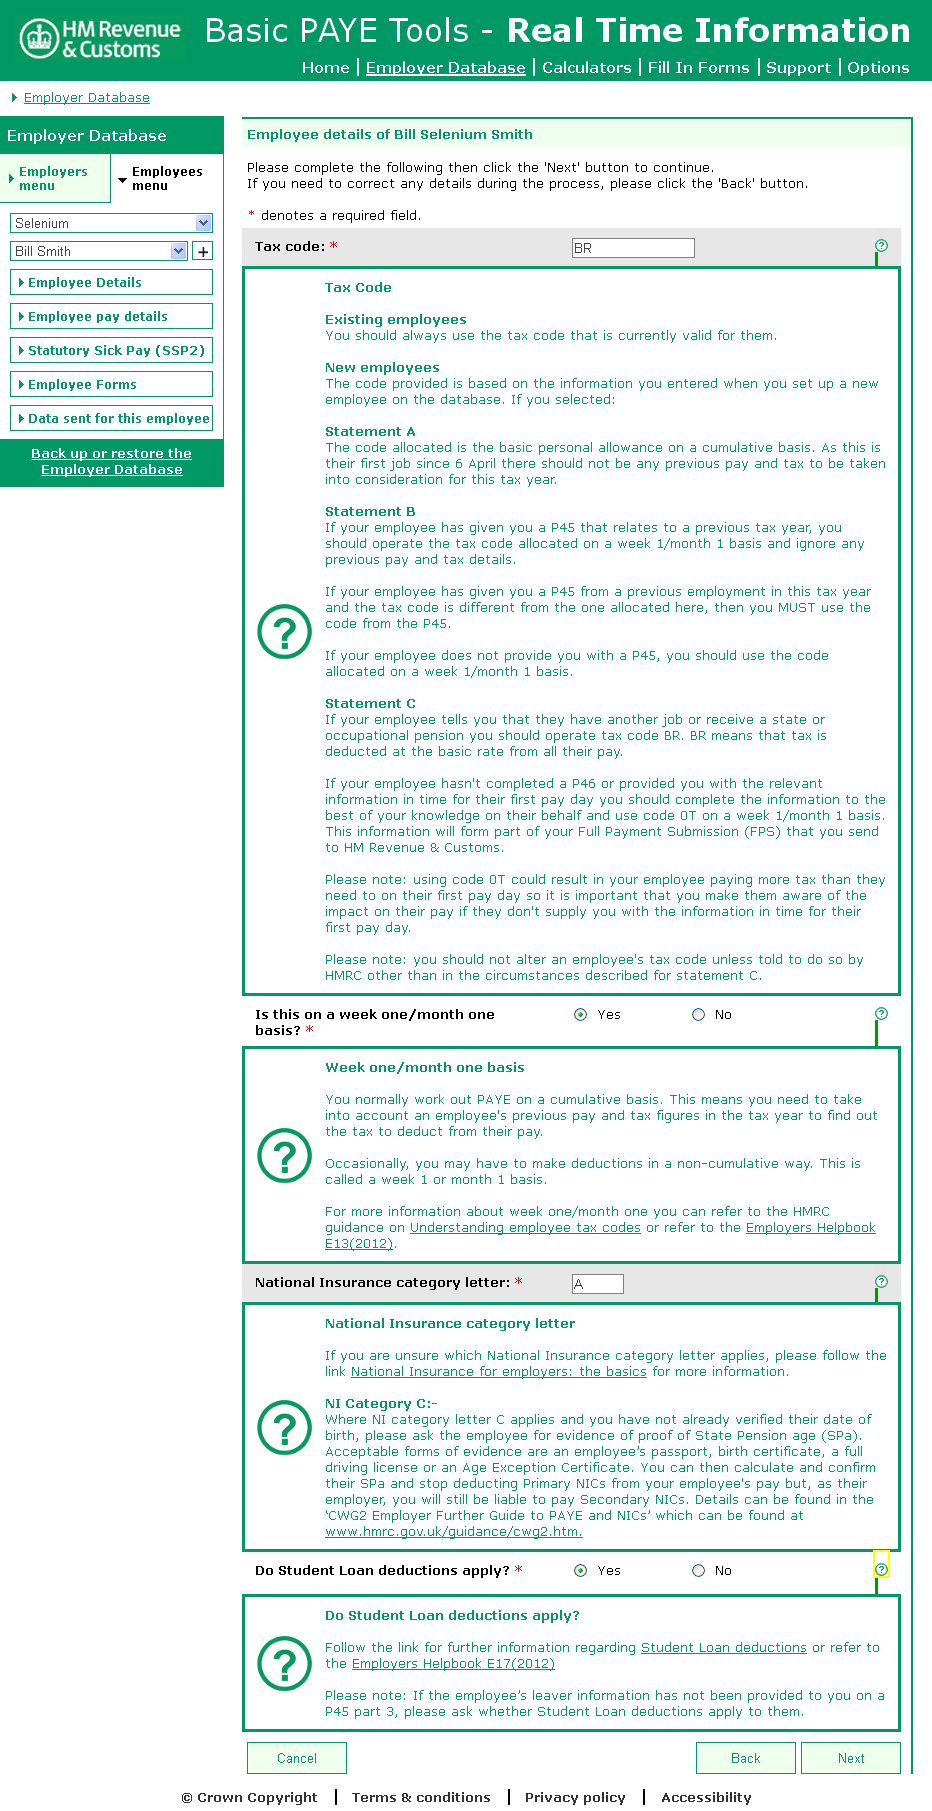 HM Revenue
& Customs
Basic PAYE Tools - Real Time Information
Home | Employer Database | Calculators | Fill In Forms | Support | Options
Employer Database
Employer Database
Employers
menu
Employees
menu
Selenium
Bill Smith
+
Employee Details
Employee pay details
Statutory Sick Pay (SSP2)
Employee Forms
Data sent for this employee
Back up or restore the
Employer Database
Employee details of Bill Selenium Smith
Please complete the following then click the 'Next' button to continue.
If you need to correct any details during the process, please click the 'Back' button.
* denotes a required field.
Tax code: * BR ?
Tax Code
Existing employees
You should always use the tax code that is currently valid for them.
New employees
The code provided is based on the information you entered when you set up a new
employee on the database. If you selected:
Statement A
The code allocated is the basic personal allowance on a cumulative basis. As this is
their first job since 6 April there should not be any previous pay and tax to be taken
into consideration for this tax year.
Statement B
If your employee has given you a P45 that relates to a previous tax year, you
should operate the tax code allocated on a week 1/month 1 basis and ignore any
previous pay and tax details.
If your employee has given you a P45 from a previous employment in this tax year
and the tax code is different from the one allocated here, then you MUST use the
code from the P45.
?
If your employee does not provide you with a P45, you should use the code
allocated on a week 1/month 1 basis.
Statement C
If your employee tells you that they have another job or receive a state or
occupational pension you should operate tax code BR. BR means that tax is
deducted at the basic rate from all their pay.
If your employee hasn't completed a P46 or provided you with the relevant
information in time for their first pay day you should complete the information to the
best of your knowledge on their behalf and use code 0T on a week 1/month 1 basis.
This information will form part of your Full Payment Submission (FPS) that you send
to HM Revenue & Customs.
Please note: using code 0T could result in your employee paying more tax than they
need to on their first pay day so it is important that you make them aware of the
impact on their pay if they don't supply you with the information in time for their
first pay day.
Please note: you should not alter an employee's tax code unless told to do so by
HMRC other than in the circumstances described for statement C.
Is this on a week one/month one
basis? * Yes No ?
Week one/month one basis
You normally work out PAYE on a cumulative basis. This means you need to take
into account an employee's previous pay and tax figures in the tax year to find out
the tax to deduct from their pay.
?
Occasionally, you may have to make deductions in a non-cumulative way. This is
called a week 1 or month 1 basis.
For more information about week one/month one you can refer to the HMRC
guidance on Understanding employee tax codes or refer to the Employers Helpbook
E13(2012).
National Insurance category letter: * A ?
National Insurance category letter
If you are unsure which National Insurance category letter applies, please follow the
link National Insurance for employers: the basics for more information.
?
NI Category C:-
Where NI category letter C applies and you have not already verified their date of
birth, please ask the employee for evidence of proof of State Pension age (SPa).
Acceptable forms of evidence are an employee’s passport, birth certificate, a full
driving license or an Age Exception Certificate. You can then calculate and confirm
their SPa and stop deducting Primary NICs from your employee's pay but, as their
employer, you will still be liable to pay Secondary NICs. Details can be found in the
‘CWG2 Employer Further Guide to PAYE and NICs’ which can be found at
www.hmrc.gov.uk/guidance/cwg2.htm.
Do Student Loan deductions apply? * Yes No ?
Do Student Loan deductions apply?
?
Follow the link for further information regarding Student Loan deductions or refer to
the Employers Helpbook E17(2012)
Please note: If the employee’s leaver information has not been provided to you on a
P45 part 3, please ask whether Student Loan deductions apply to them.
Cancel Back Next
© Crown Copyright | Terms & conditions | Privacy policy | Accessibility